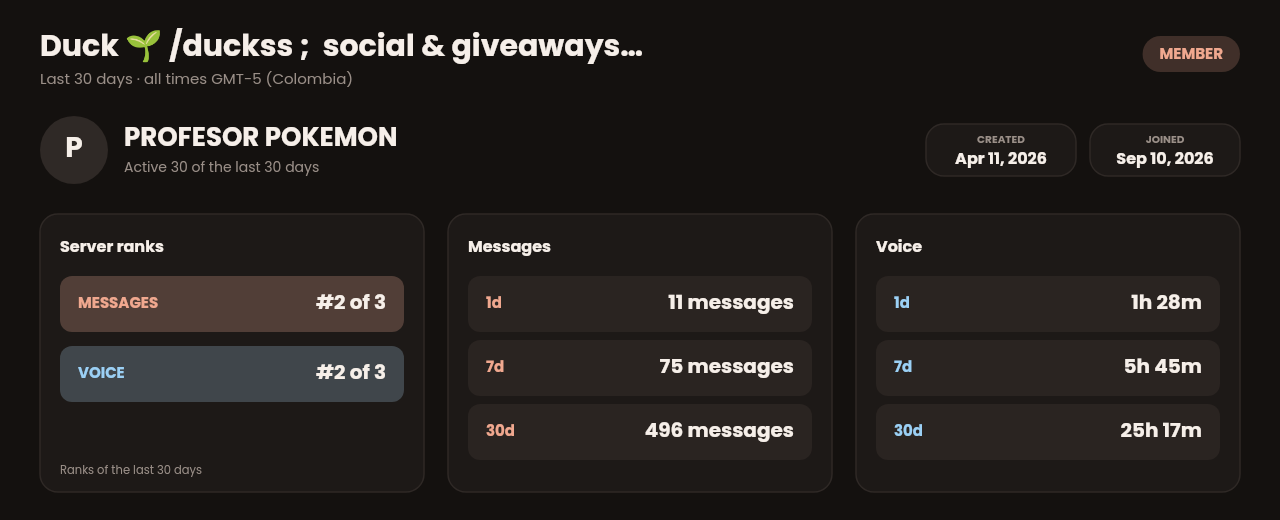 Duck 🌱 /duckss ;  social & giveaways...
Last 30 days · all times GMT-5 (Colombia)
MEMBER
P
PROFESOR POKEMON
Active 30 of the last 30 days
CREATED
Apr 11, 2026
JOINED
Sep 10, 2026
Server ranks
MESSAGES #2 of 3
VOICE #2 of 3
Ranks of the last 30 days
Messages
1d 11 messages
7d 75 messages
30d 496 messages
Voice
1d 1h 28m
7d 5h 45m
30d 25h 17m